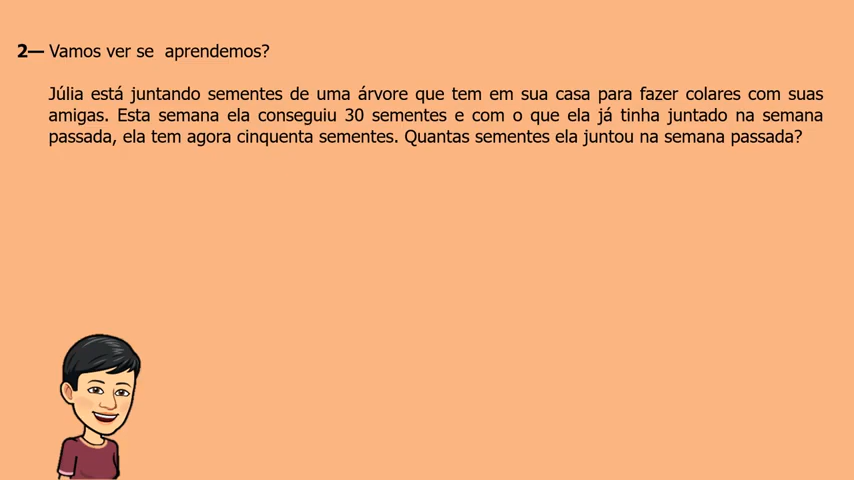 2— Vamos ver se aprendemos?
Júlia está juntando sementes de uma árvore que tem em sua casa para fazer colares com suas
amigas. Esta semana ela conseguiu 30 sementes e com o que ela já tinha juntado na semana
passada, ela tem agora cinquenta sementes. Quantas sementes ela juntou na semana passada?